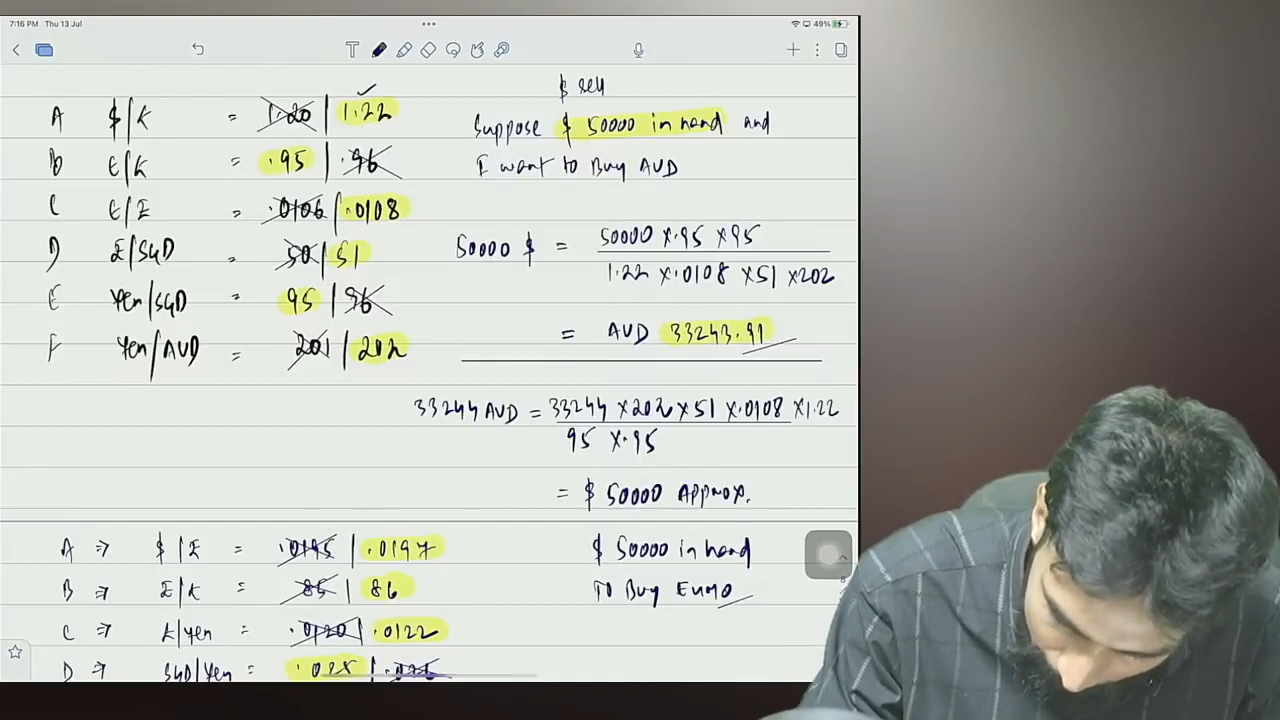 7:16 PM Thu 13 Jul
49%
A $/K = 1.20 | 1.22
B €/K = .95 | .96
C €/£ = .0106 | .0108
D £/SGD = 50 | 51
E Yen/SGD = 95 | 96
F Yen/AUD = 201 | 202
$ sell
Suppose $ 50000 in hand and
I want to Buy AUD
50000 $ = 50000 x .95 x 95
1.22 x .0108 x 51 x 202
= AUD 33243.91
33244 AUD = 33244 x 202 x 51 x .0108 x 1.22
95 x .95
= $ 50000 Approx.
A ⇒ $/£ = .0195 | .0197
B ⇒ £/K = 85 | 86
C ⇒ K/Yen = .0120 | .0122
D ⇒ SGD/Yen = .025 |
$ 50000 in hand
To Buy Euro